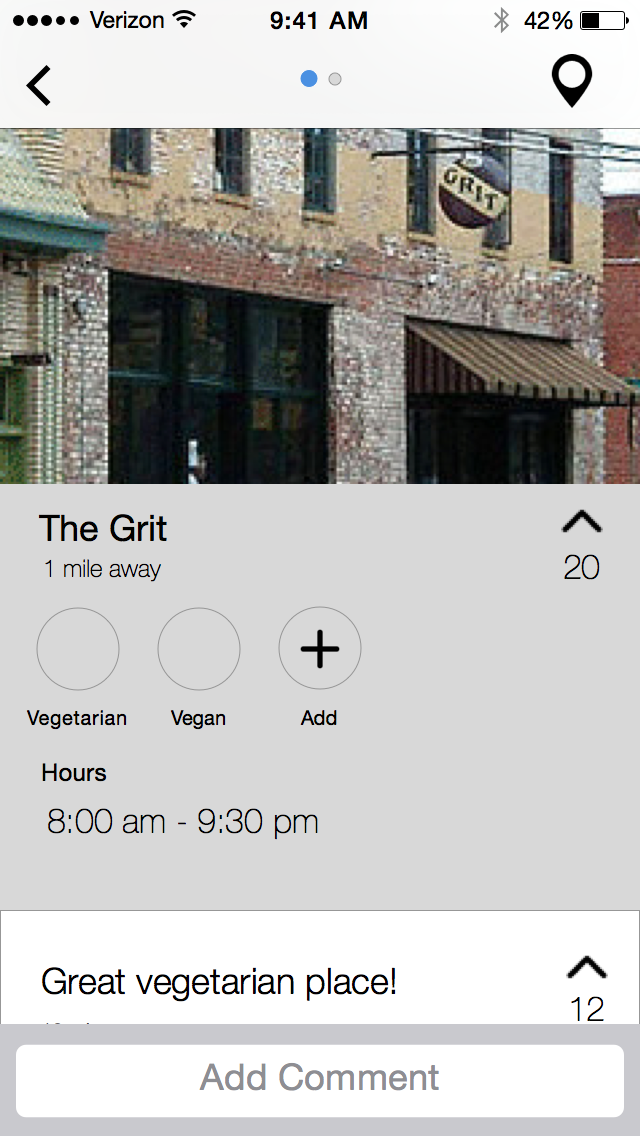 Verizon 9:41 AM 42%
GRIT
The Grit
1 mile away
20
Vegetarian Vegan Add
Hours
8:00 am - 9:30 pm
Great vegetarian place!
12
Add Comment